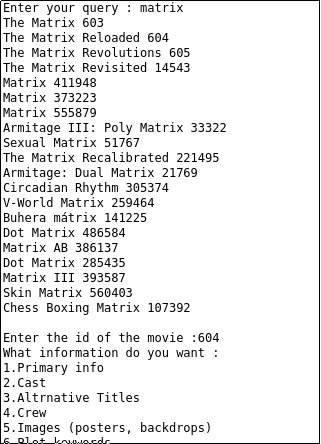 Enter your query : matrix
The Matrix 603
The Matrix Reloaded 604
The Matrix Revolutions 605
The Matrix Revisited 14543
Matrix 411948
Matrix 373223
Matrix 555879
Armitage III: Poly Matrix 33322
Sexual Matrix 51767
The Matrix Recalibrated 221495
Armitage: Dual Matrix 21769
Circadian Rhythm 305374
V-World Matrix 259464
Buhera mátrix 141225
Dot Matrix 486584
Matrix AB 386137
Dot Matrix 285435
Matrix III 393587
Skin Matrix 560403
Chess Boxing Matrix 107392

Enter the id of the movie :604
What information do you want :
1.Primary info
2.Cast
3.Altrnative Titles
4.Crew
5.Images (posters, backdrops)
6.Plot keywords